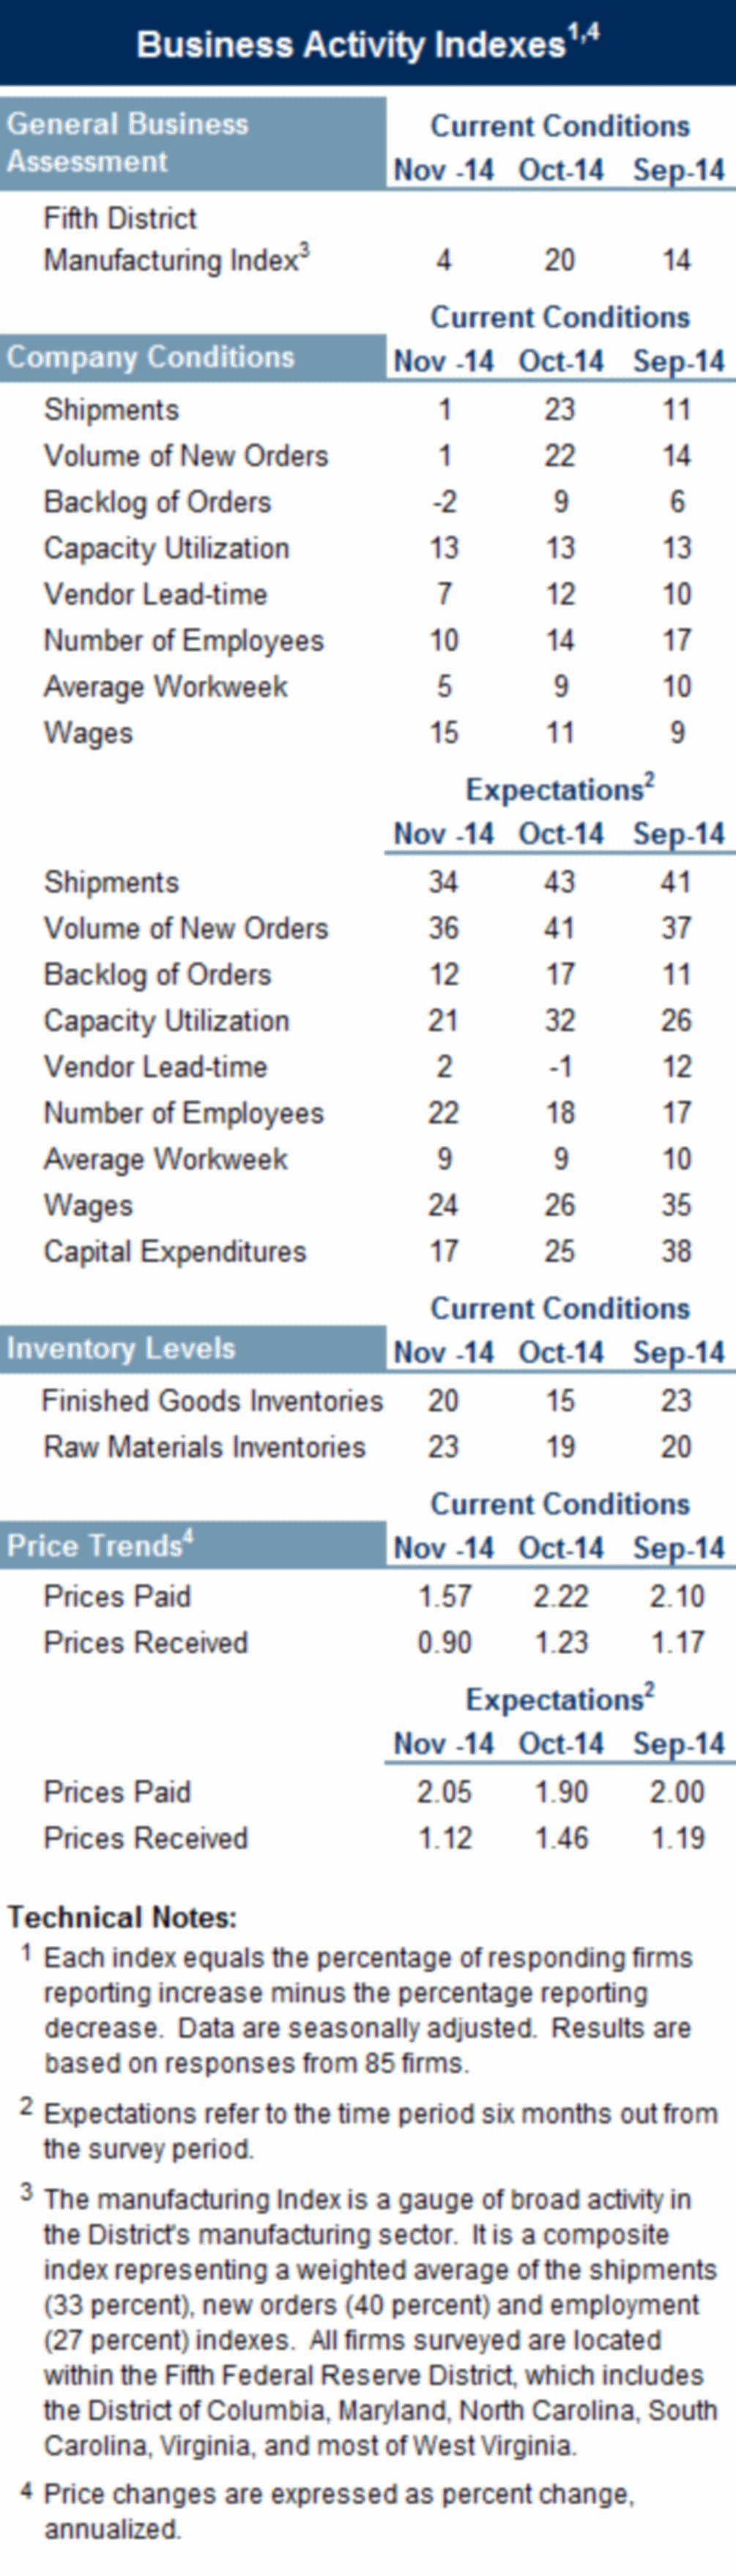 Business Activity Indexes1,4
General Business
Assessment
Current Conditions
Nov -14 Oct-14 Sep-14
Fifth District
Manufacturing Index3 4 20 14
Current Conditions
Company Conditions Nov -14 Oct-14 Sep-14
Shipments 1 23 11
Volume of New Orders 1 22 14
Backlog of Orders -2 9 6
Capacity Utilization 13 13 13
Vendor Lead-time 7 12 10
Number of Employees 10 14 17
Average Workweek 5 9 10
Wages 15 11 9
Expectations2
Nov -14 Oct-14 Sep-14
Shipments 34 43 41
Volume of New Orders 36 41 37
Backlog of Orders 12 17 11
Capacity Utilization 21 32 26
Vendor Lead-time 2 -1 12
Number of Employees 22 18 17
Average Workweek 9 9 10
Wages 24 26 35
Capital Expenditures 17 25 38
Current Conditions
Inventory Levels Nov -14 Oct-14 Sep-14
Finished Goods Inventories 20 15 23
Raw Materials Inventories 23 19 20
Current Conditions
Price Trends4 Nov -14 Oct-14 Sep-14
Prices Paid 1.57 2.22 2.10
Prices Received 0.90 1.23 1.17
Expectations2
Nov -14 Oct-14 Sep-14
Prices Paid 2.05 1.90 2.00
Prices Received 1.12 1.46 1.19
Technical Notes:
1 Each index equals the percentage of responding firms
reporting increase minus the percentage reporting
decrease. Data are seasonally adjusted. Results are
based on responses from 85 firms.
2 Expectations refer to the time period six months out from
the survey period.
3 The manufacturing Index is a gauge of broad activity in
the District's manufacturing sector. It is a composite
index representing a weighted average of the shipments
(33 percent), new orders (40 percent) and employment
(27 percent) indexes. All firms surveyed are located
within the Fifth Federal Reserve District, which includes
the District of Columbia, Maryland, North Carolina, South
Carolina, Virginia, and most of West Virginia.
4 Price changes are expressed as percent change,
annualized.